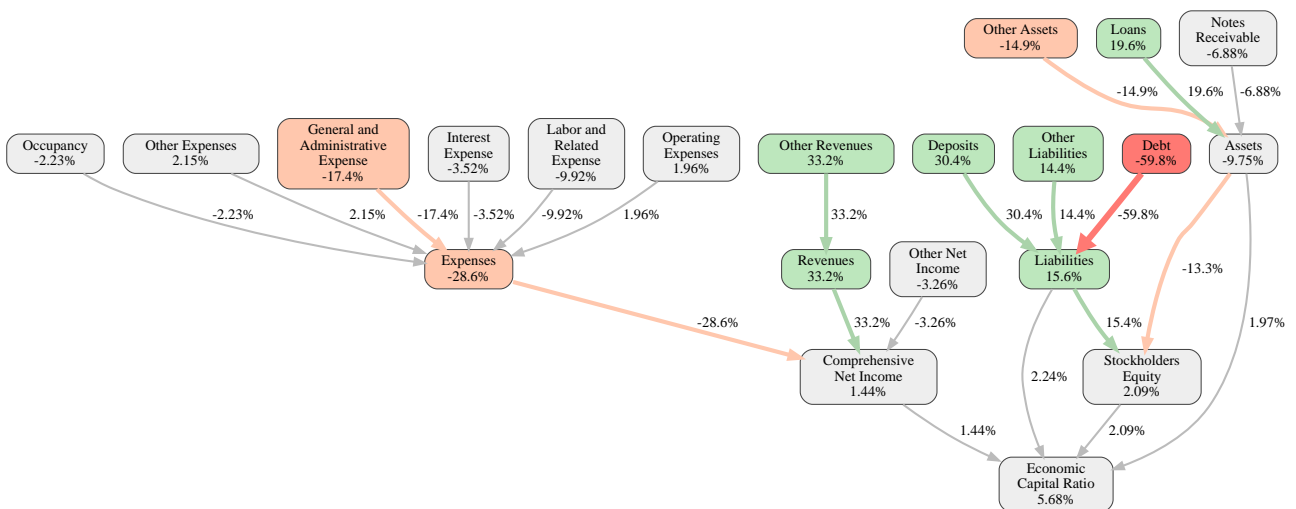 Other Assets
-14.9%
Loans
19.6%
Notes
Receivable
-6.88%
-14.9%
19.6%
-6.88%
Occupancy
-2.23%
Other Expenses
2.15%
General and
Administrative
Expense
-17.4%
Interest
Expense
-3.52%
Labor and
Related
Expense
-9.92%
Operating
Expenses
1.96%
Other Revenues
33.2%
Deposits
30.4%
Other
Liabilities
14.4%
Debt
-59.8%
Assets
-9.75%
-2.23%
2.15%
-17.4%
-3.52%
-9.92%
1.96%
33.2%
30.4%
14.4%
-59.8%
Expenses
-28.6%
Revenues
33.2%
Other Net
Income
-3.26%
Liabilities
15.6%
-13.3%
-28.6%
33.2%
-3.26%
15.4%
1.97%
Comprehensive
Net Income
1.44%
2.24%
Stockholders
Equity
2.09%
1.44%
2.09%
Economic
Capital Ratio
5.68%